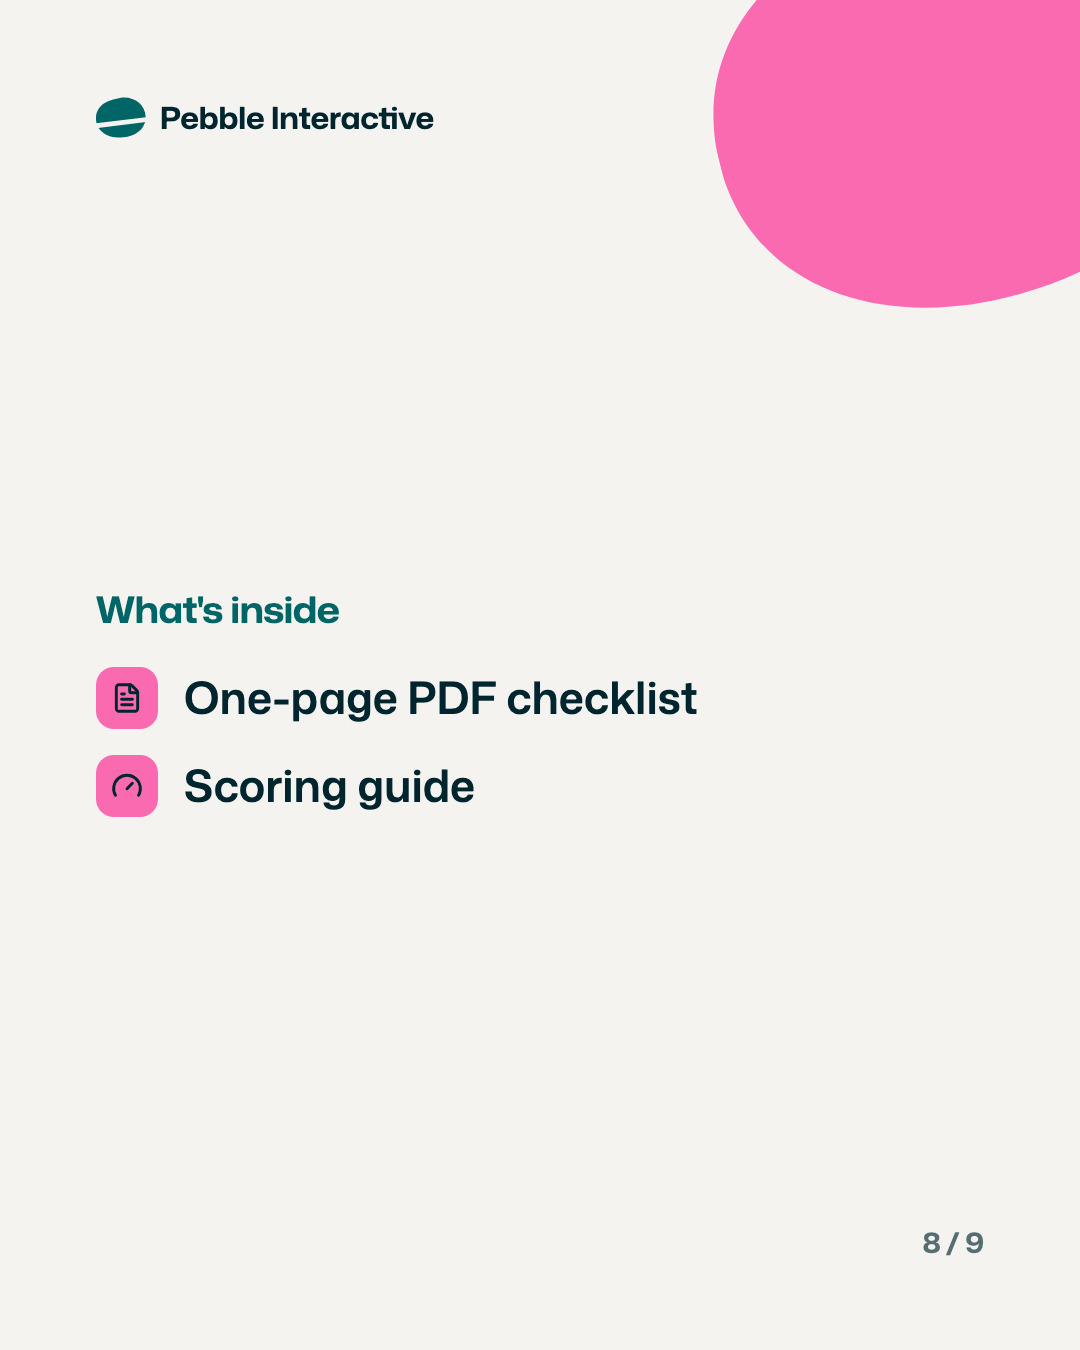 Pebble Interactive
What's inside
One-page PDF checklist
Scoring guide
8 / 9